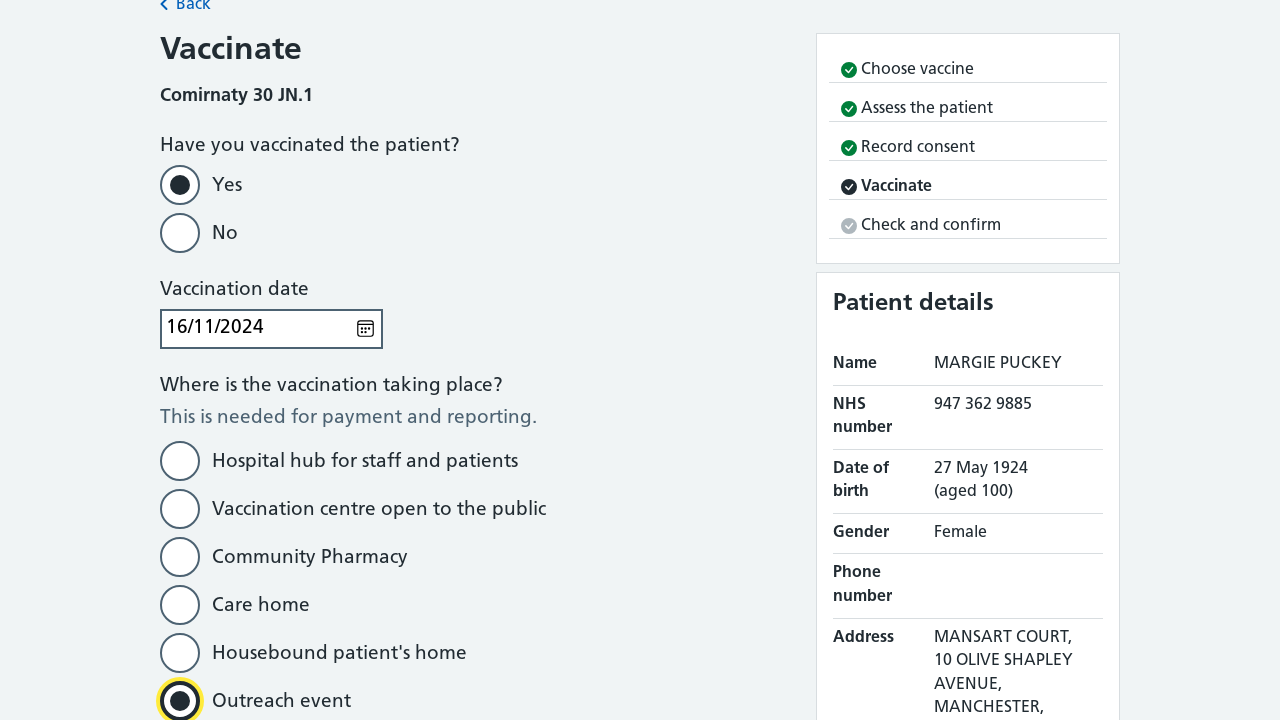 Back
Vaccinate
Comirnaty 30 JN.1
Have you vaccinated the patient?
Yes
No
Vaccination date
16/11/2024
Where is the vaccination taking place?
This is needed for payment and reporting.
Hospital hub for staff and patients
Vaccination centre open to the public
Community Pharmacy
Care home
Housebound patient's home
Outreach event
Choose vaccine
Assess the patient
Record consent
Vaccinate
Check and confirm
Patient details
Name MARGIE PUCKEY
NHS number 947 362 9885
Date of birth 27 May 1924
(aged 100)
Gender Female
Phone number
Address MANSART COURT,
10 OLIVE SHAPLEY
AVENUE,
MANCHESTER,